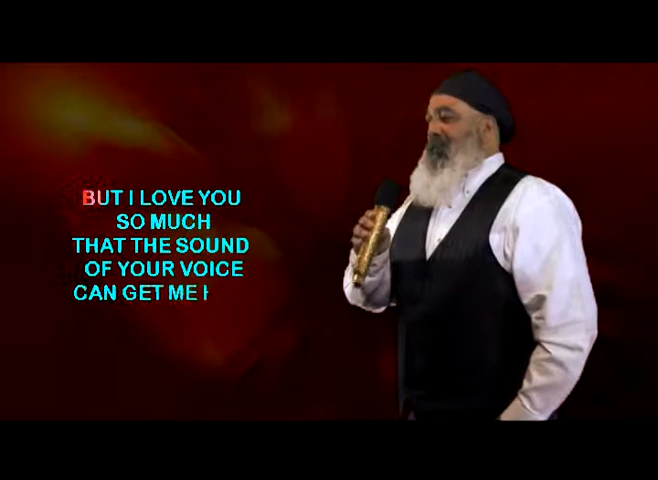 BUT I LOVE YOU
SO MUCH
THAT THE SOUND
OF YOUR VOICE
CAN GET ME